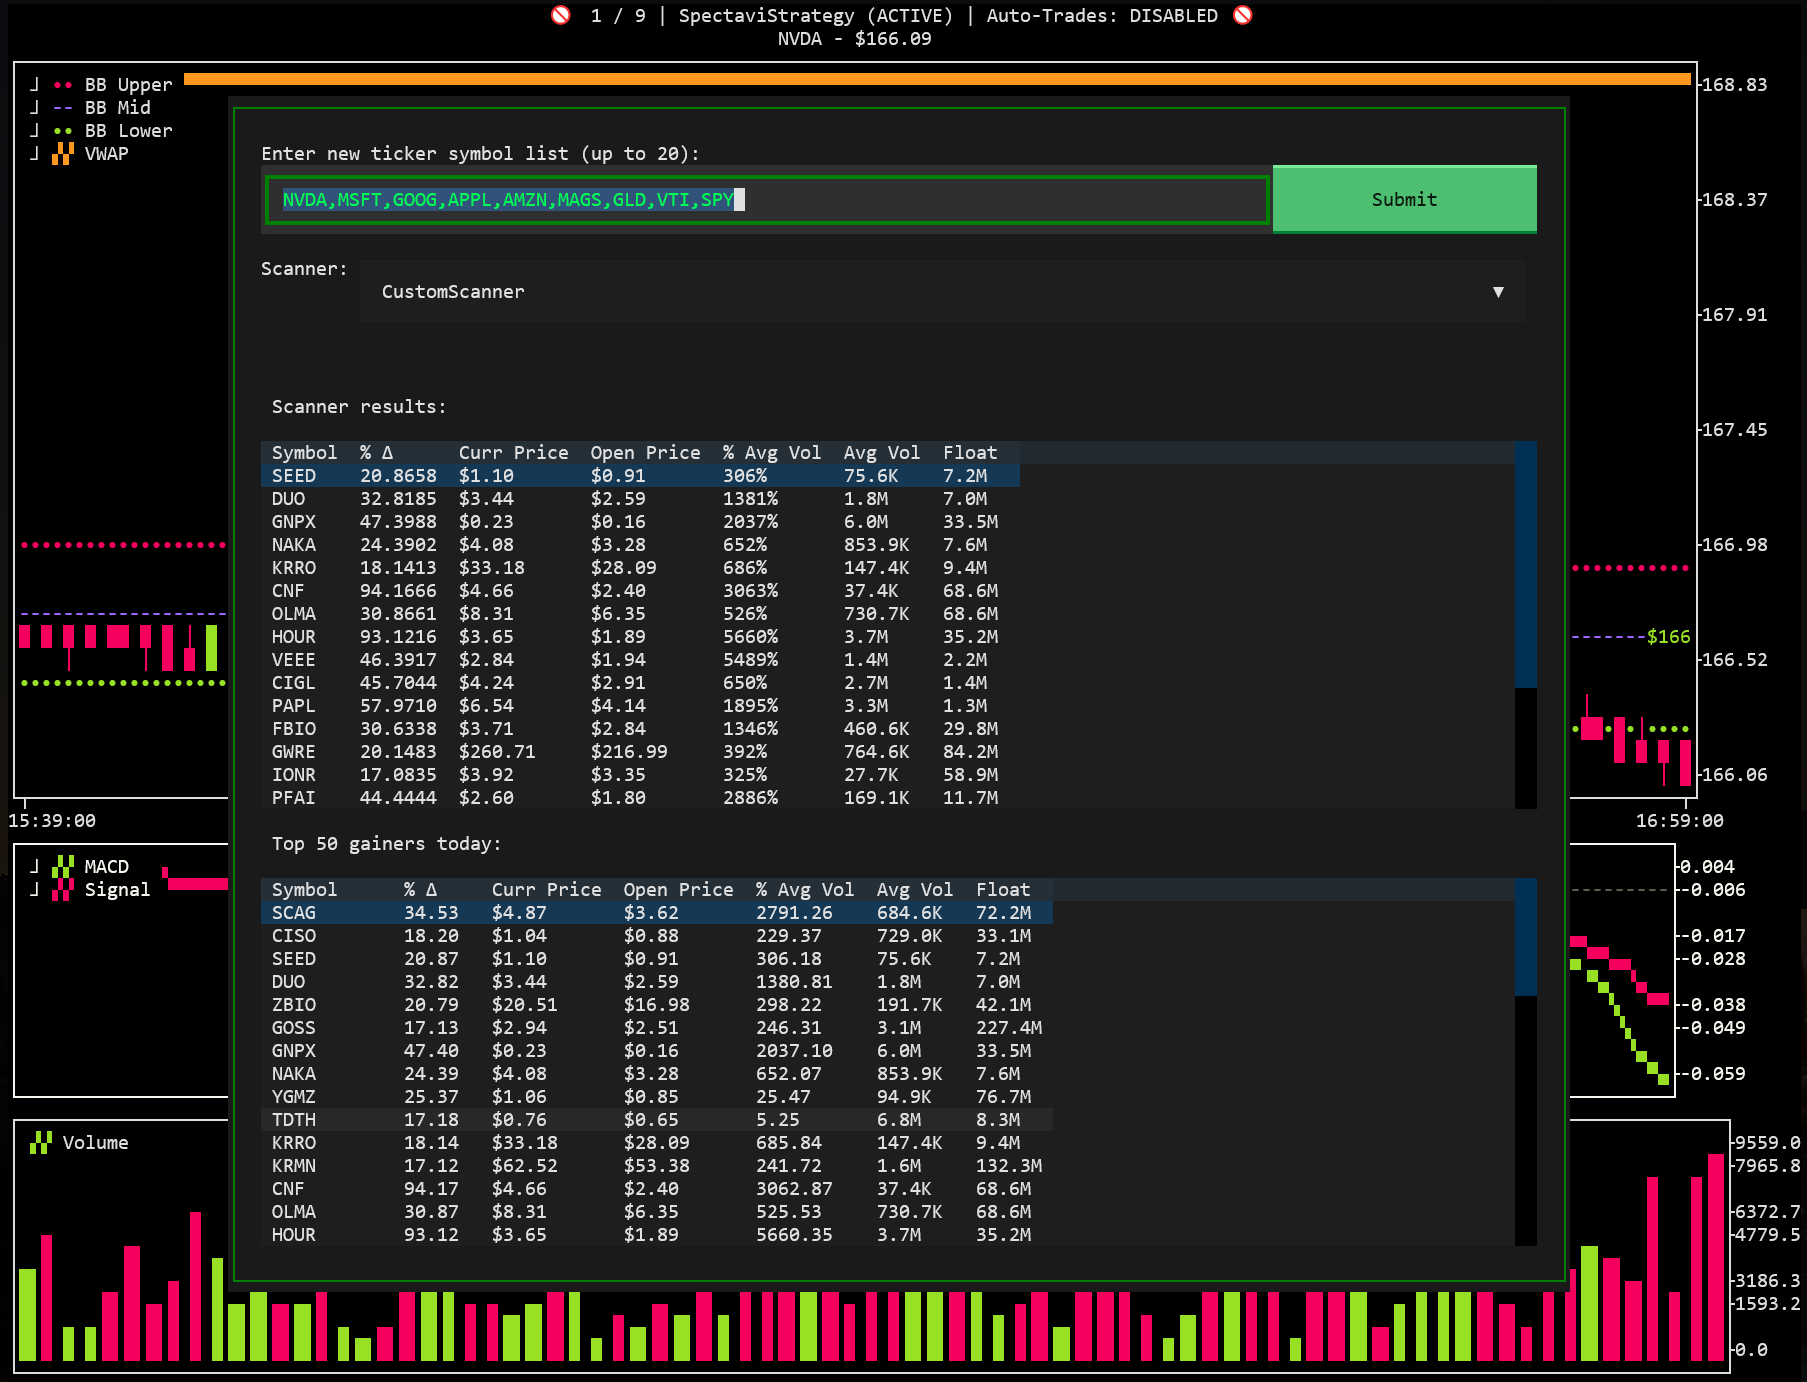 1 / 9 | SpectaviStrategy (ACTIVE) | Auto-Trades: DISABLED
NVDA - $166.09
BB Upper
BB Mid
BB Lower
VWAP
168.83
168.37
167.91
167.45
166.98
166.52
166.06
$166
15:39:00
16:59:00
Enter new ticker symbol list (up to 20):
NVDA,MSFT,GOOG,APPL,AMZN,MAGS,GLD,VTI,SPY
Submit
Scanner:
CustomScanner
Scanner results:
Symbol % Δ Curr Price Open Price % Avg Vol Avg Vol Float
SEED 20.8658 $1.10 $0.91 306% 75.6K 7.2M
DUO 32.8185 $3.44 $2.59 1381% 1.8M 7.0M
GNPX 47.3988 $0.23 $0.16 2037% 6.0M 33.5M
NAKA 24.3902 $4.08 $3.28 652% 853.9K 7.6M
KRRO 18.1413 $33.18 $28.09 686% 147.4K 9.4M
CNF 94.1666 $4.66 $2.40 3063% 37.4K 68.6M
OLMA 30.8661 $8.31 $6.35 526% 730.7K 68.6M
HOUR 93.1216 $3.65 $1.89 5660% 3.7M 35.2M
VEEE 46.3917 $2.84 $1.94 5489% 1.4M 2.2M
CIGL 45.7044 $4.24 $2.91 650% 2.7M 1.4M
PAPL 57.9710 $6.54 $4.14 1895% 3.3M 1.3M
FBIO 30.6338 $3.71 $2.84 1346% 460.6K 29.8M
GWRE 20.1483 $260.71 $216.99 392% 764.6K 84.2M
IONR 17.0835 $3.92 $3.35 325% 27.7K 58.9M
PFAI 44.4444 $2.60 $1.80 2886% 169.1K 11.7M
Top 50 gainers today:
Symbol % Δ Curr Price Open Price % Avg Vol Avg Vol Float
SCAG 34.53 $4.87 $3.62 2791.26 684.6K 72.2M
CISO 18.20 $1.04 $0.88 229.37 729.0K 33.1M
SEED 20.87 $1.10 $0.91 306.18 75.6K 7.2M
DUO 32.82 $3.44 $2.59 1380.81 1.8M 7.0M
ZBIO 20.79 $20.51 $16.98 298.22 191.7K 42.1M
GOSS 17.13 $2.94 $2.51 246.31 3.1M 227.4M
GNPX 47.40 $0.23 $0.16 2037.10 6.0M 33.5M
NAKA 24.39 $4.08 $3.28 652.07 853.9K 7.6M
YGMZ 25.37 $1.06 $0.85 25.47 94.9K 76.7M
TDTH 17.18 $0.76 $0.65 5.25 6.8M 8.3M
KRRO 18.14 $33.18 $28.09 685.84 147.4K 9.4M
KRMN 17.12 $62.52 $53.38 241.72 1.6M 132.3M
CNF 94.17 $4.66 $2.40 3062.87 37.4K 68.6M
OLMA 30.87 $8.31 $6.35 525.53 730.7K 68.6M
HOUR 93.12 $3.65 $1.89 5660.35 3.7M 35.2M
MACD
Signal
0.004
-0.006
-0.017
-0.028
-0.038
-0.049
-0.059
Volume
9559.0
7965.8
6372.7
4779.5
3186.3
1593.2
0.0